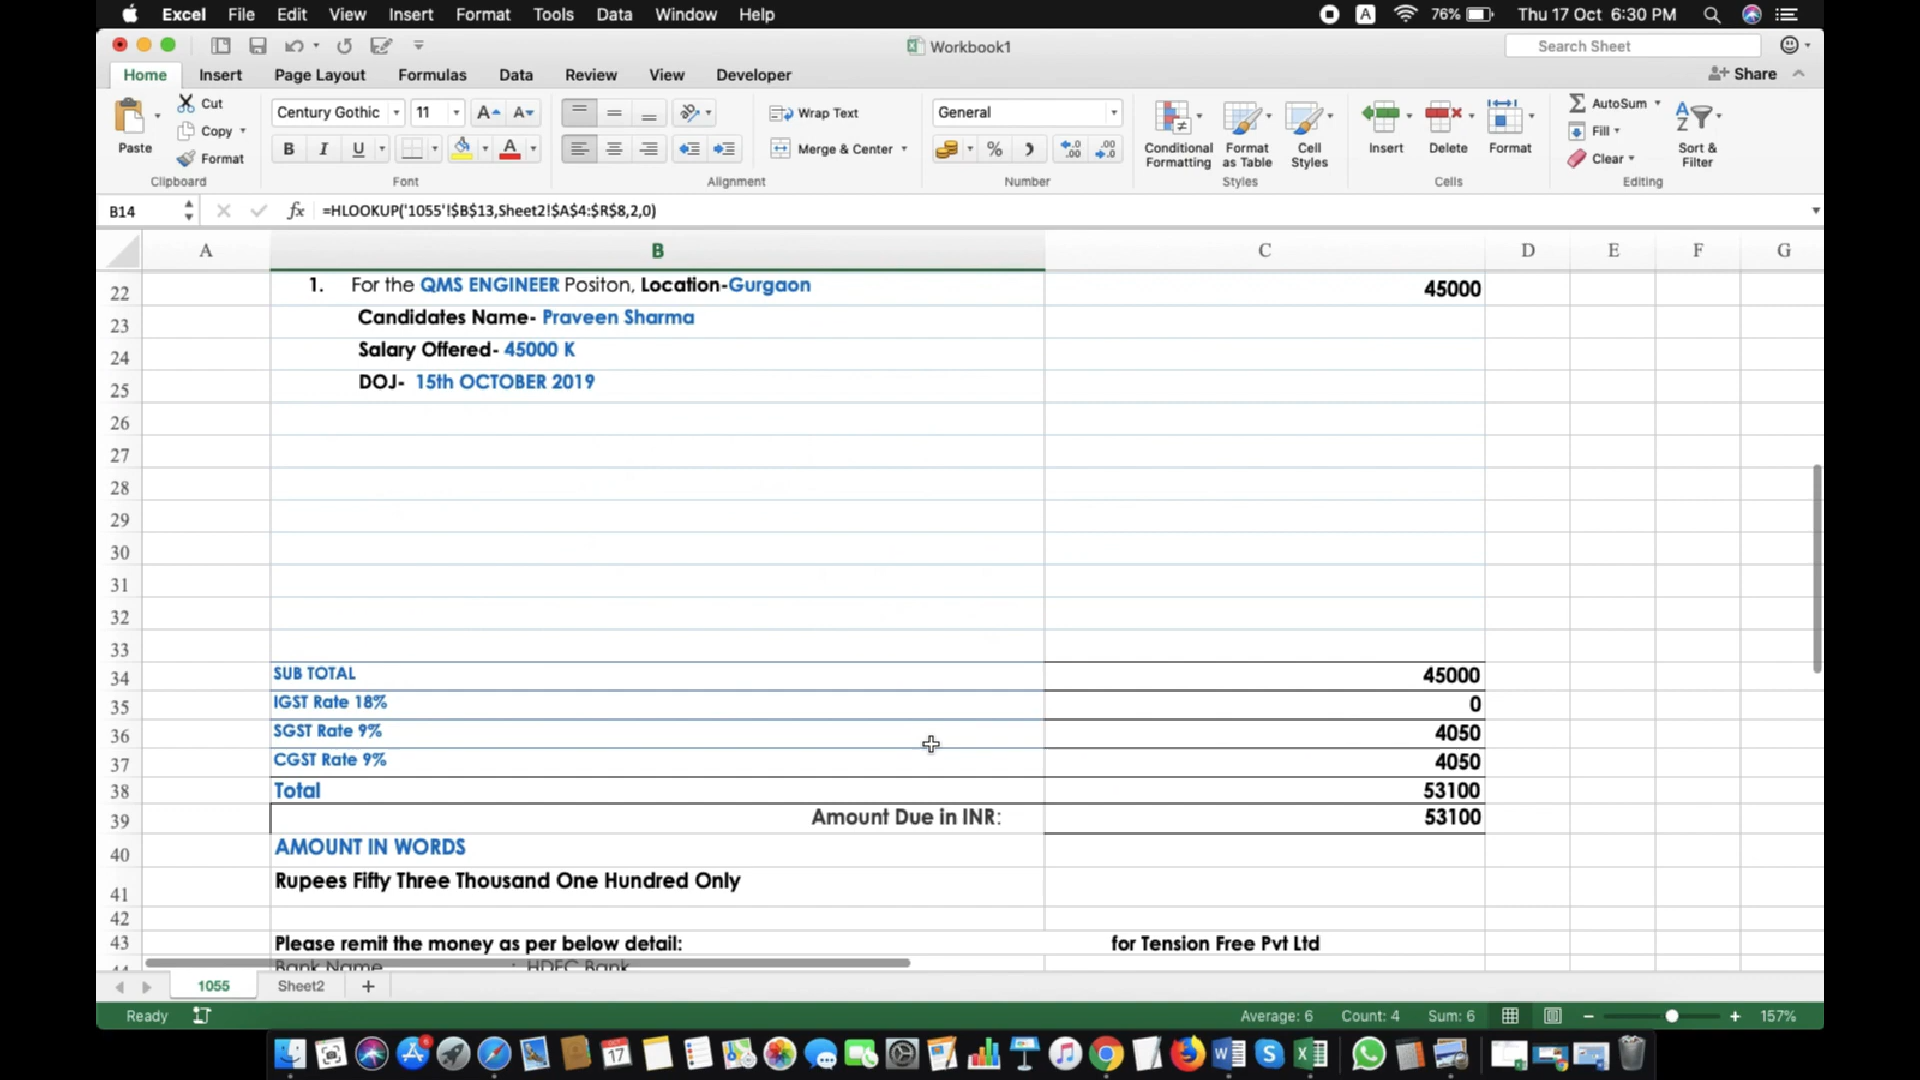 Excel File Edit View Insert Format Tools Data Window Help
A 76% Thu 17 Oct 6:30 PM
Workbook1
Search Sheet
Home Insert Page Layout Formulas Data Review View Developer
Share
Paste
Cut
Copy
Format
Clipboard
Century Gothic 11
B I U
Font
Wrap Text
Merge & Center
Alignment
General
Number
Conditional Formatting
Format as Table
Cell Styles
Styles
Insert
Delete
Format
Cells
AutoSum
Fill
Clear
Sort & Filter
Editing
B14 fx =HLOOKUP('1055'!$B$13,Sheet2!$A$4:$R$8,2,0)
A B C D E F G
22 1. For the QMS ENGINEER Positon, Location-Gurgaon 45000
23 Candidates Name- Praveen Sharma
24 Salary Offered- 45000 K
25 DOJ- 15th OCTOBER 2019
26
27
28
29
30
31
32
33
34 SUB TOTAL 45000
35 IGST Rate 18% 0
36 SGST Rate 9% 4050
37 CGST Rate 9% 4050
38 Total 53100
39 Amount Due in INR: 53100
40 AMOUNT IN WORDS
41 Rupees Fifty Three Thousand One Hundred Only
42
43 Please remit the money as per below detail: for Tension Free Pvt Ltd
44 Bank Name : HDFC Bank
1055 Sheet2 +
Ready Average: 6 Count: 4 Sum: 6 157%
17